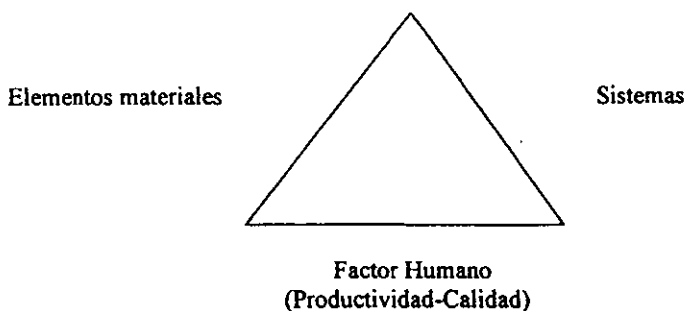 Elementos materiales
Sistemas
Factor Humano
(Productividad-Calidad)